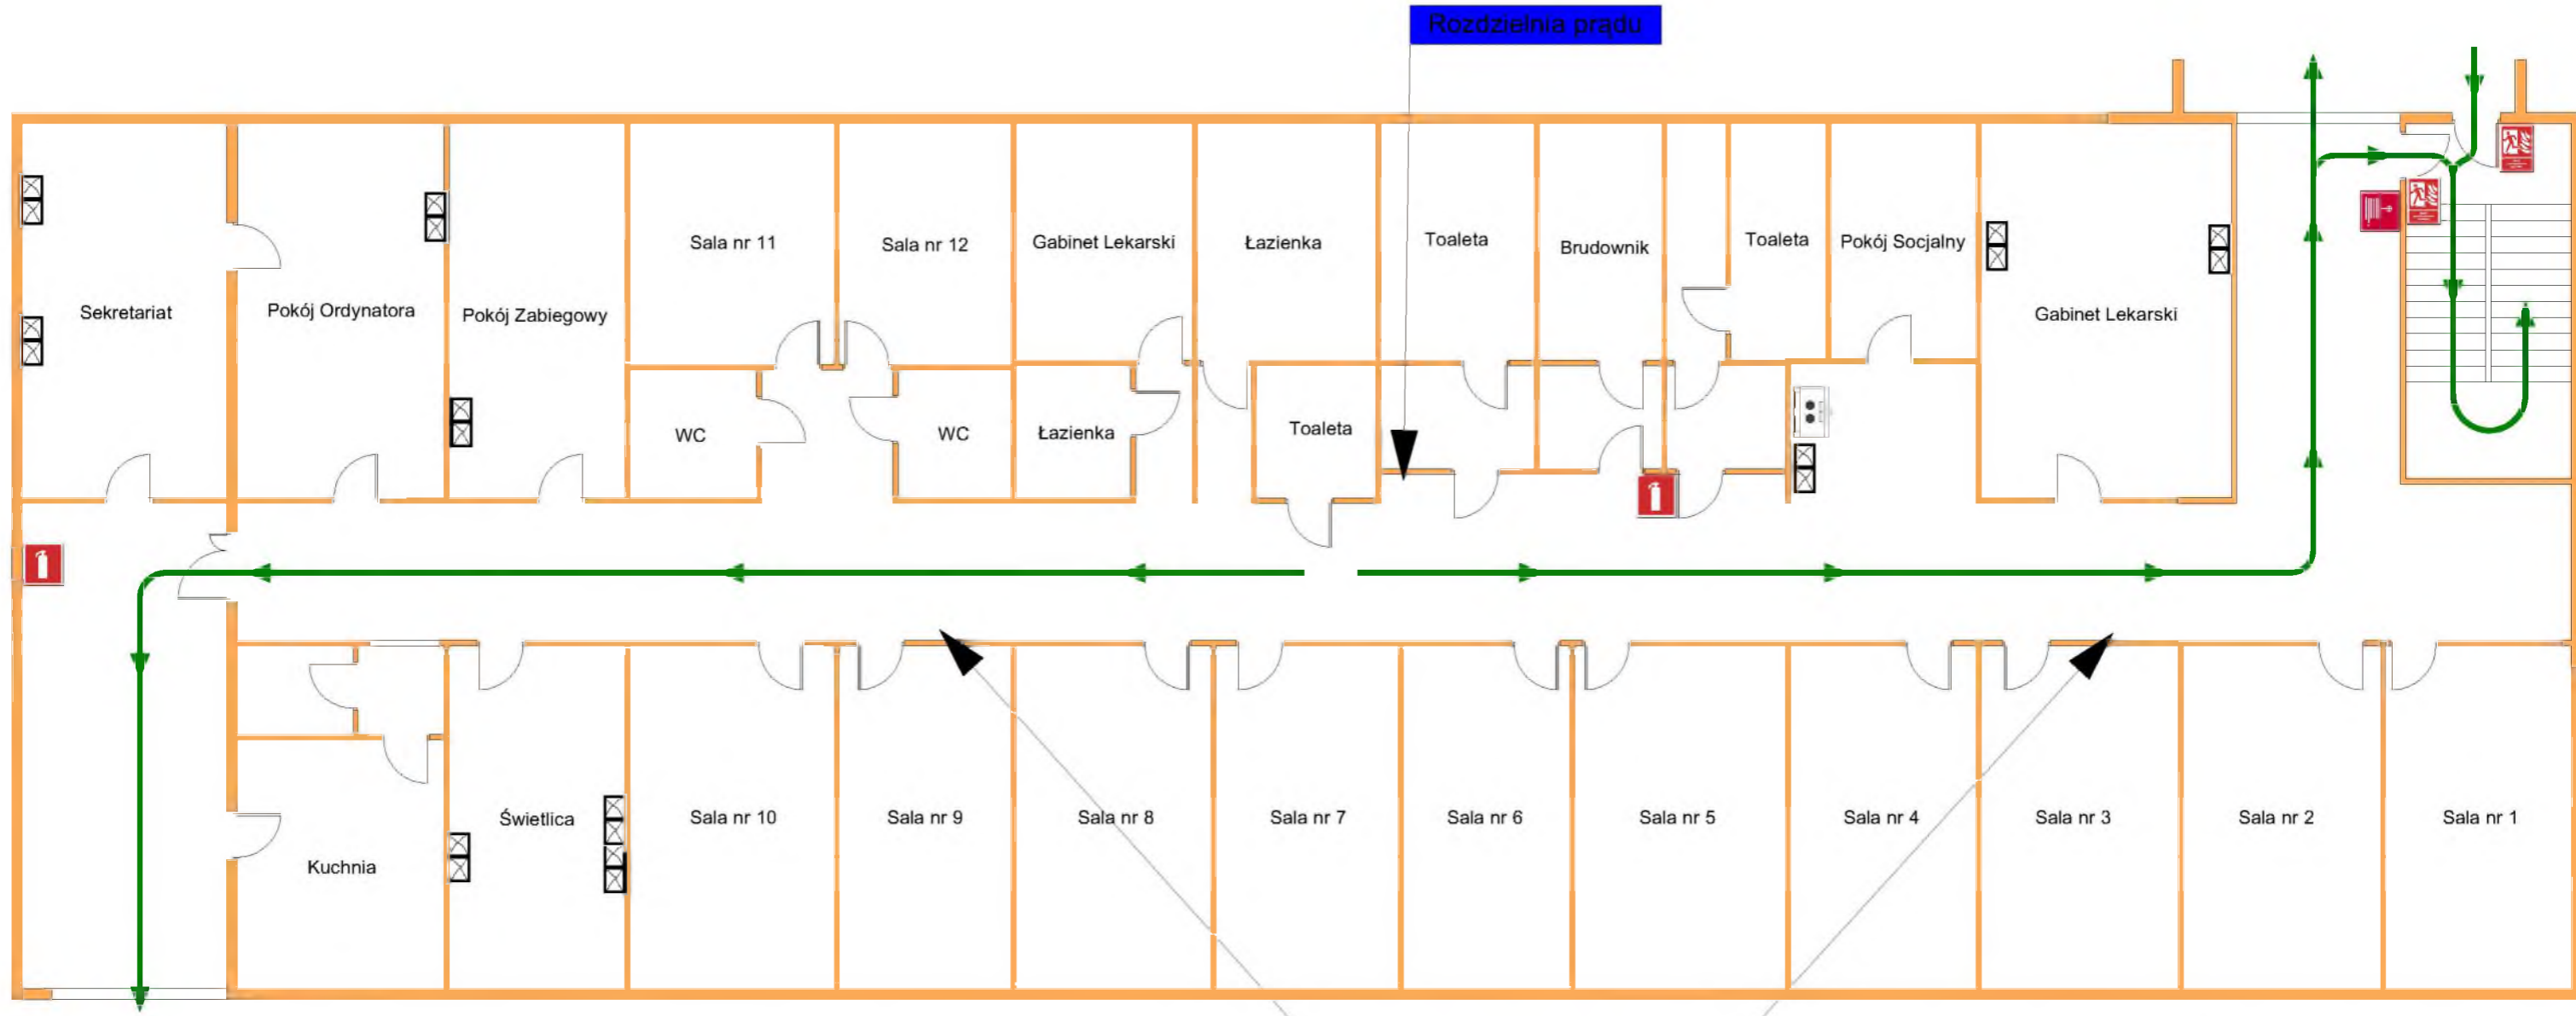 Rozdzielnia prądu
Sekretariat
Pokój Ordynatora
Pokój Zabiegowy
Sala nr 11
Sala nr 12
Gabinet Lekarski
Łazienka
Toaleta
Brudownik
Toaleta
Pokój Socjalny
Gabinet Lekarski
WC
WC
Łazienka
Toaleta
Kuchnia
Świetlica
Sala nr 10
Sala nr 9
Sala nr 8
Sala nr 7
Sala nr 6
Sala nr 5
Sala nr 4
Sala nr 3
Sala nr 2
Sala nr 1